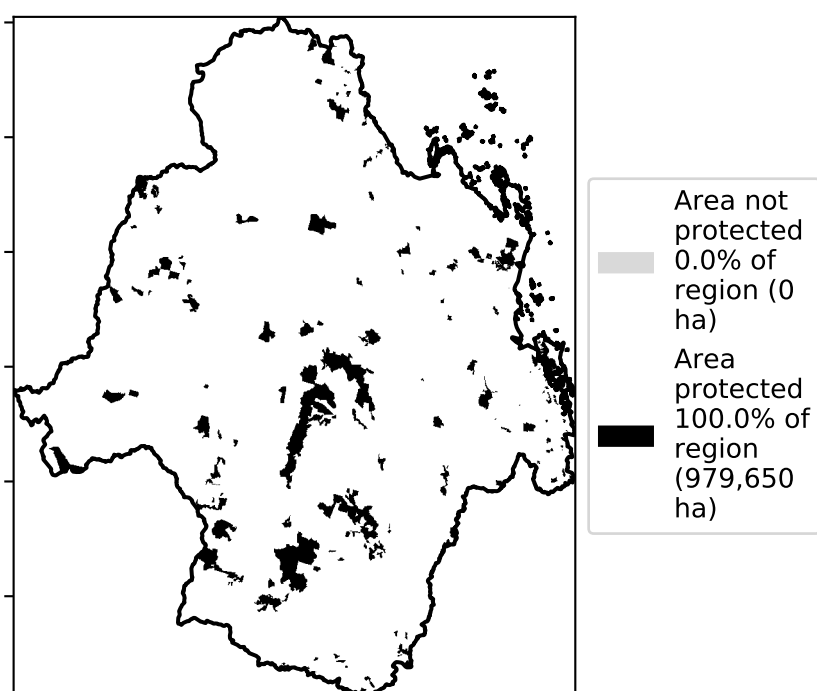 Area not
protected
0.0% of
region (0
ha)
Area
protected
100.0% of
region
(979,650
ha)